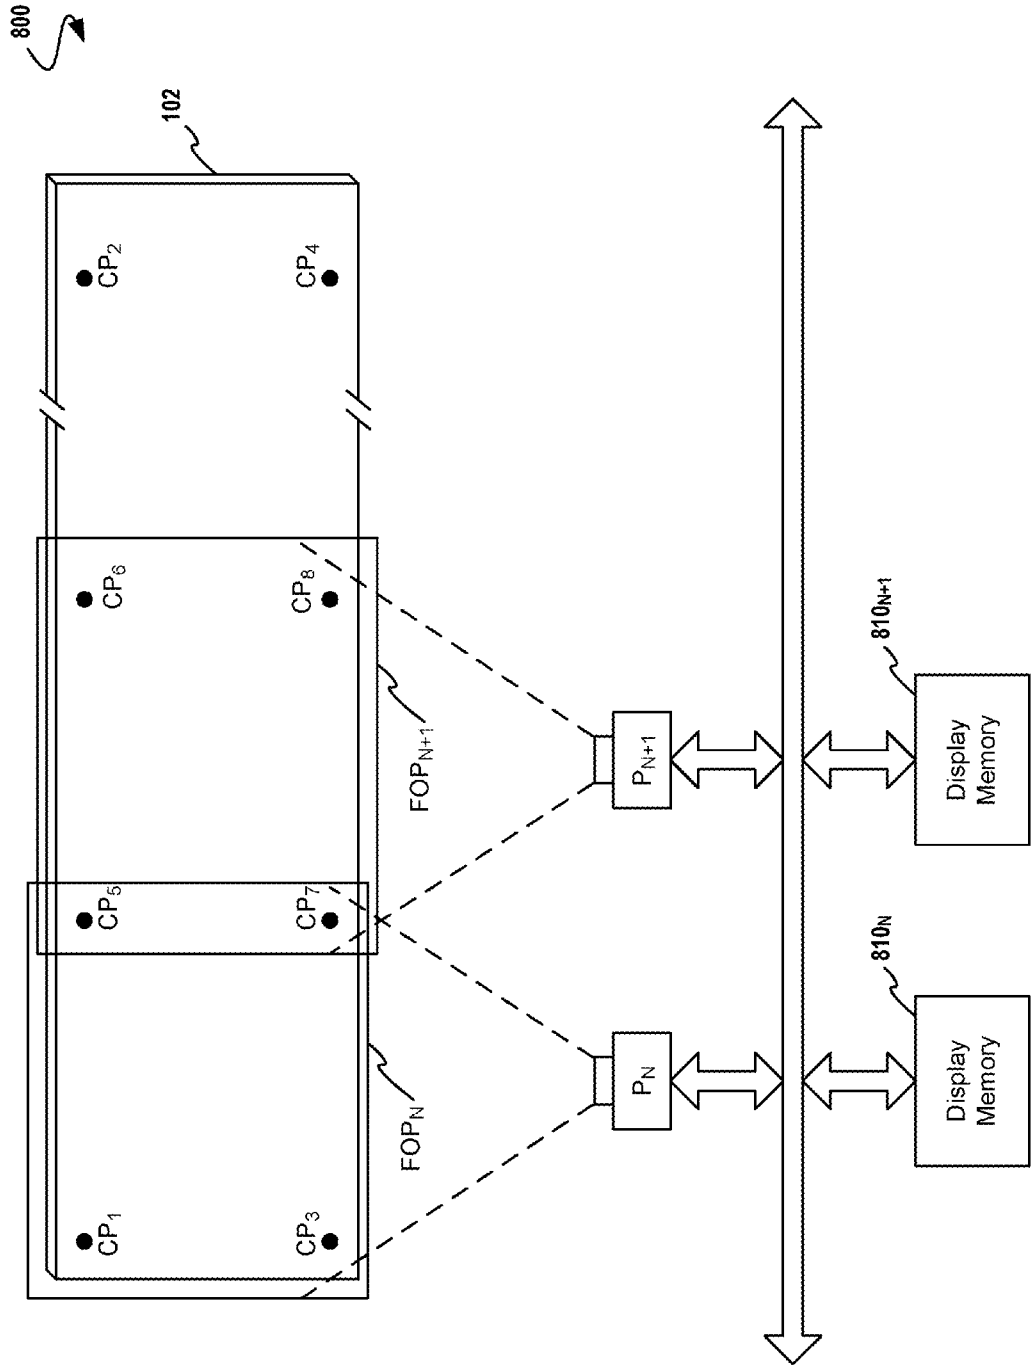 800
102
CP₁
CP₅
CP₆
CP₂
CP₃
CP₇
CP₈
CP₄
FOPₙ
FOPₙ₊₁
Pₙ
Pₙ₊₁
810ₙ
810ₙ₊₁
Display
Memory
Display
Memory